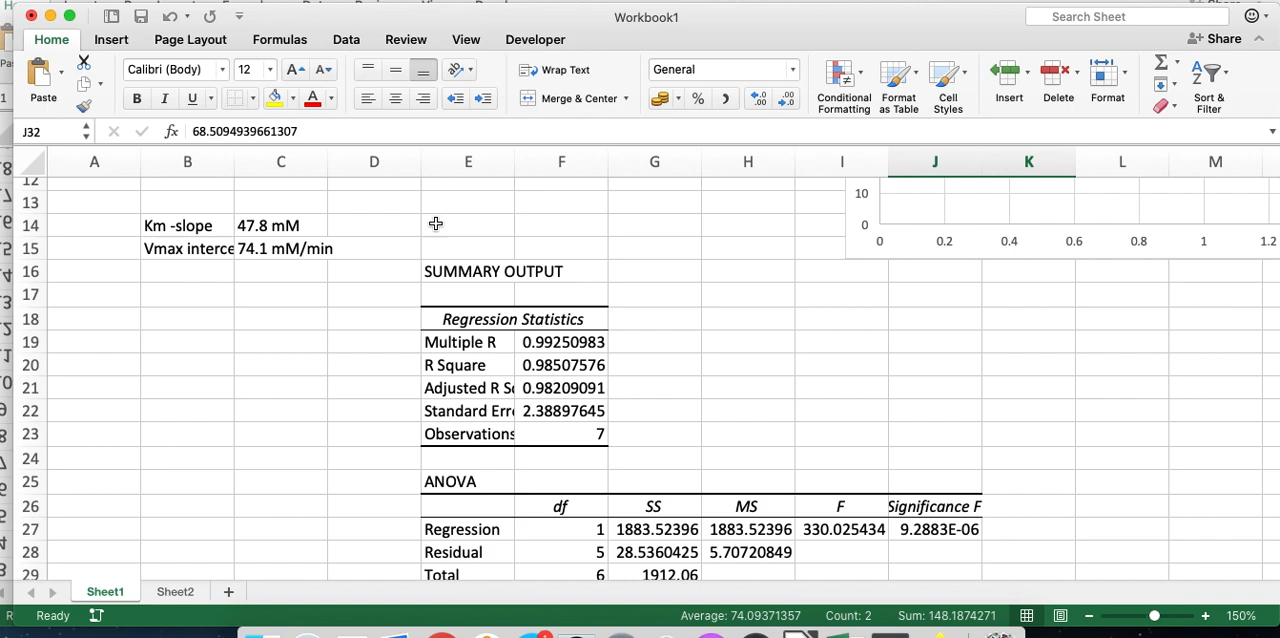 Workbook1
Search Sheet
Home Insert Page Layout Formulas Data Review View Developer
Share
Paste
Calibri (Body) 12
A A
Wrap Text
General
B I U A
Merge & Center
%
Conditional Formatting
Format as Table
Cell Styles
Insert
Delete
Format
Sort & Filter
J32 fx 68.5094939661307
A B C D E F G H I J K L M
12
13
14 Km -slope 47.8 mM
15 Vmax interce 74.1 mM/min
16 SUMMARY OUTPUT
17
18 Regression Statistics
19 Multiple R 0.99250983
20 R Square 0.98507576
21 Adjusted R Sq 0.98209091
22 Standard Erro 2.38897645
23 Observations 7
24
25 ANOVA
26 df SS MS F Significance F
27 Regression 1 1883.52396 1883.52396 330.025434 9.2883E-06
28 Residual 5 28.5360425 5.70720849
29 Total 6 1912.06
10
0
0 0.2 0.4 0.6 0.8 1 1.2
Sheet1 Sheet2 +
Ready
Average: 74.09371357 Count: 2 Sum: 148.1874271
150%